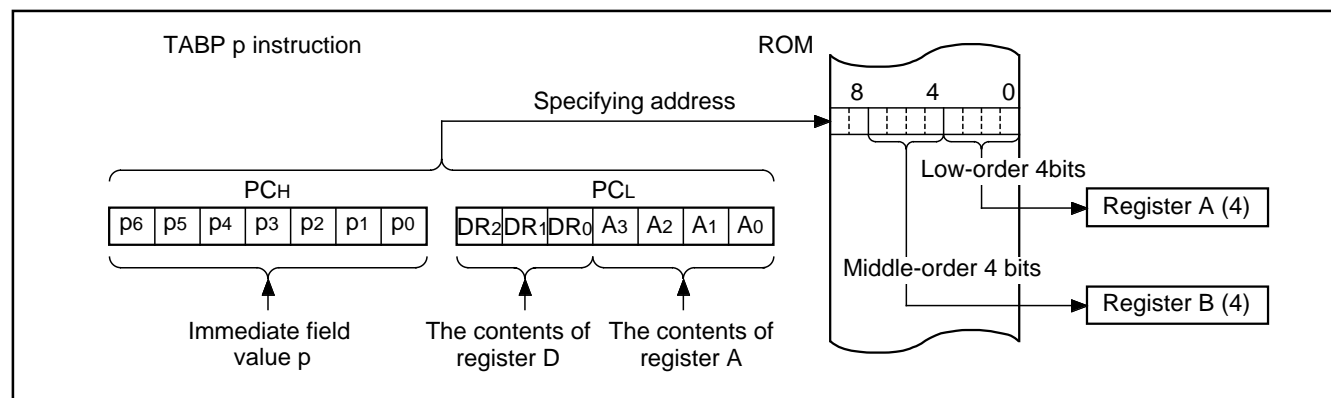 TABP p instruction
ROM
8 4 0
Specifying address
Low-order 4bits
PCH
PCL
p6 p5 p4 p3 p2 p1 p0
DR2 DR1 DR0 A3 A2 A1 A0
Register A (4)
Middle-order 4 bits
Register B (4)
Immediate field
value p
The contents of
register D
The contents of
register A